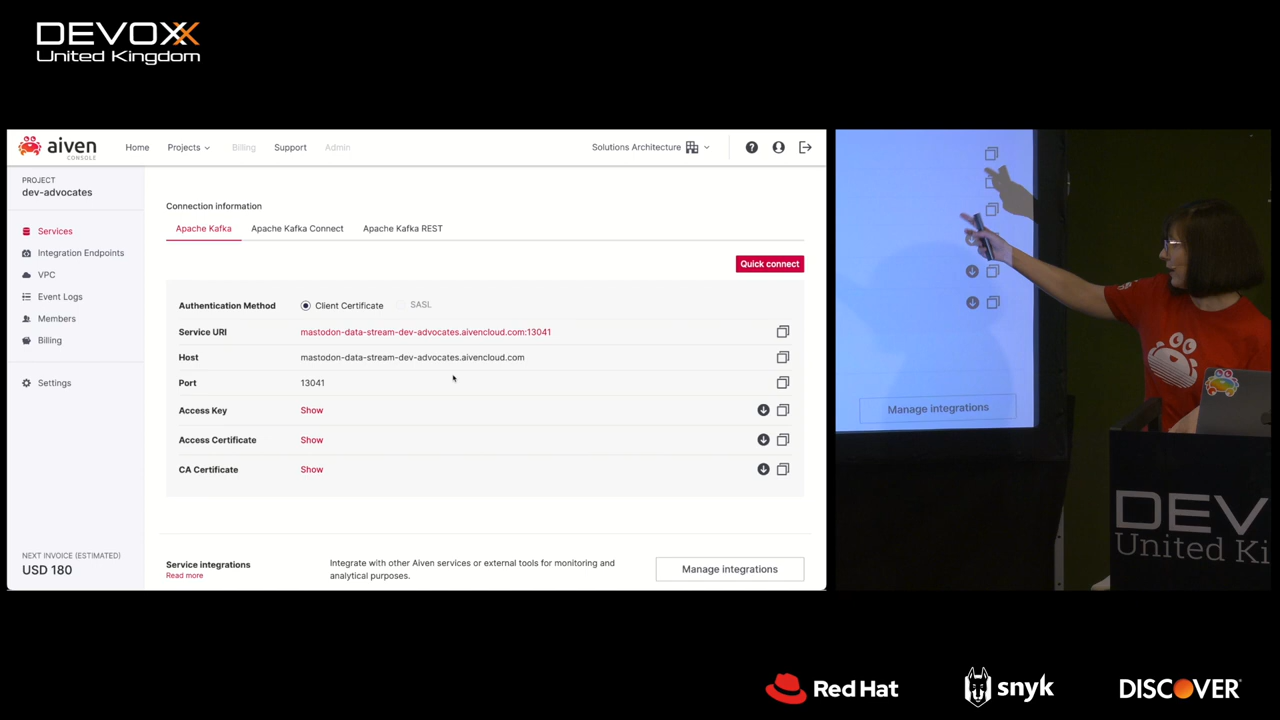 DEVOXX
United Kingdom
aiven
CONSOLE
Home
Projects
Billing
Support
Admin
Solutions Architecture
PROJECT
dev-advocates
Services
Integration Endpoints
VPC
Event Logs
Members
Billing
Settings
NEXT INVOICE (ESTIMATED)
USD 180
Connection information
Apache Kafka
Apache Kafka Connect
Apache Kafka REST
Quick connect
Authentication Method
Client Certificate
SASL
Service URI
mastodon-data-stream-dev-advocates.aivencloud.com:13041
Host
mastodon-data-stream-dev-advocates.aivencloud.com
Port
13041
Access Key
Show
Access Certificate
Show
CA Certificate
Show
Service integrations
Read more
Integrate with other Aiven services or external tools for monitoring and
analytical purposes.
Manage integrations
Manage integrations
DEV
United Ki
Red Hat
snyk
DISCOVER